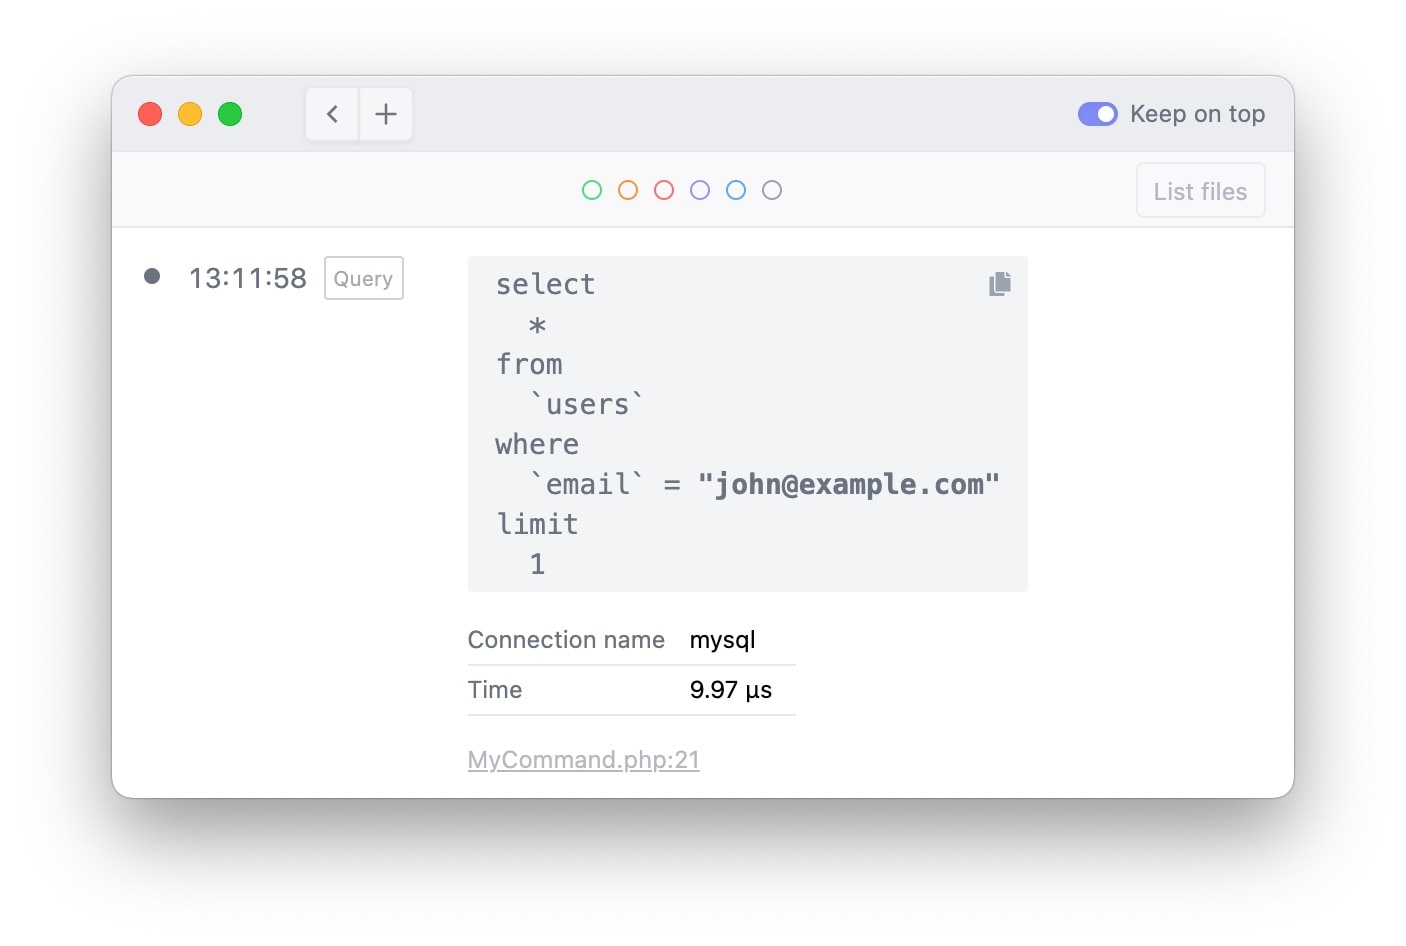 Keep on top
List files
13:11:58 Query
select
  *
from
  `users`
where
  `email` = "john@example.com"
limit
  1
Connection name mysql
Time 9.97 μs
MyCommand.php:21